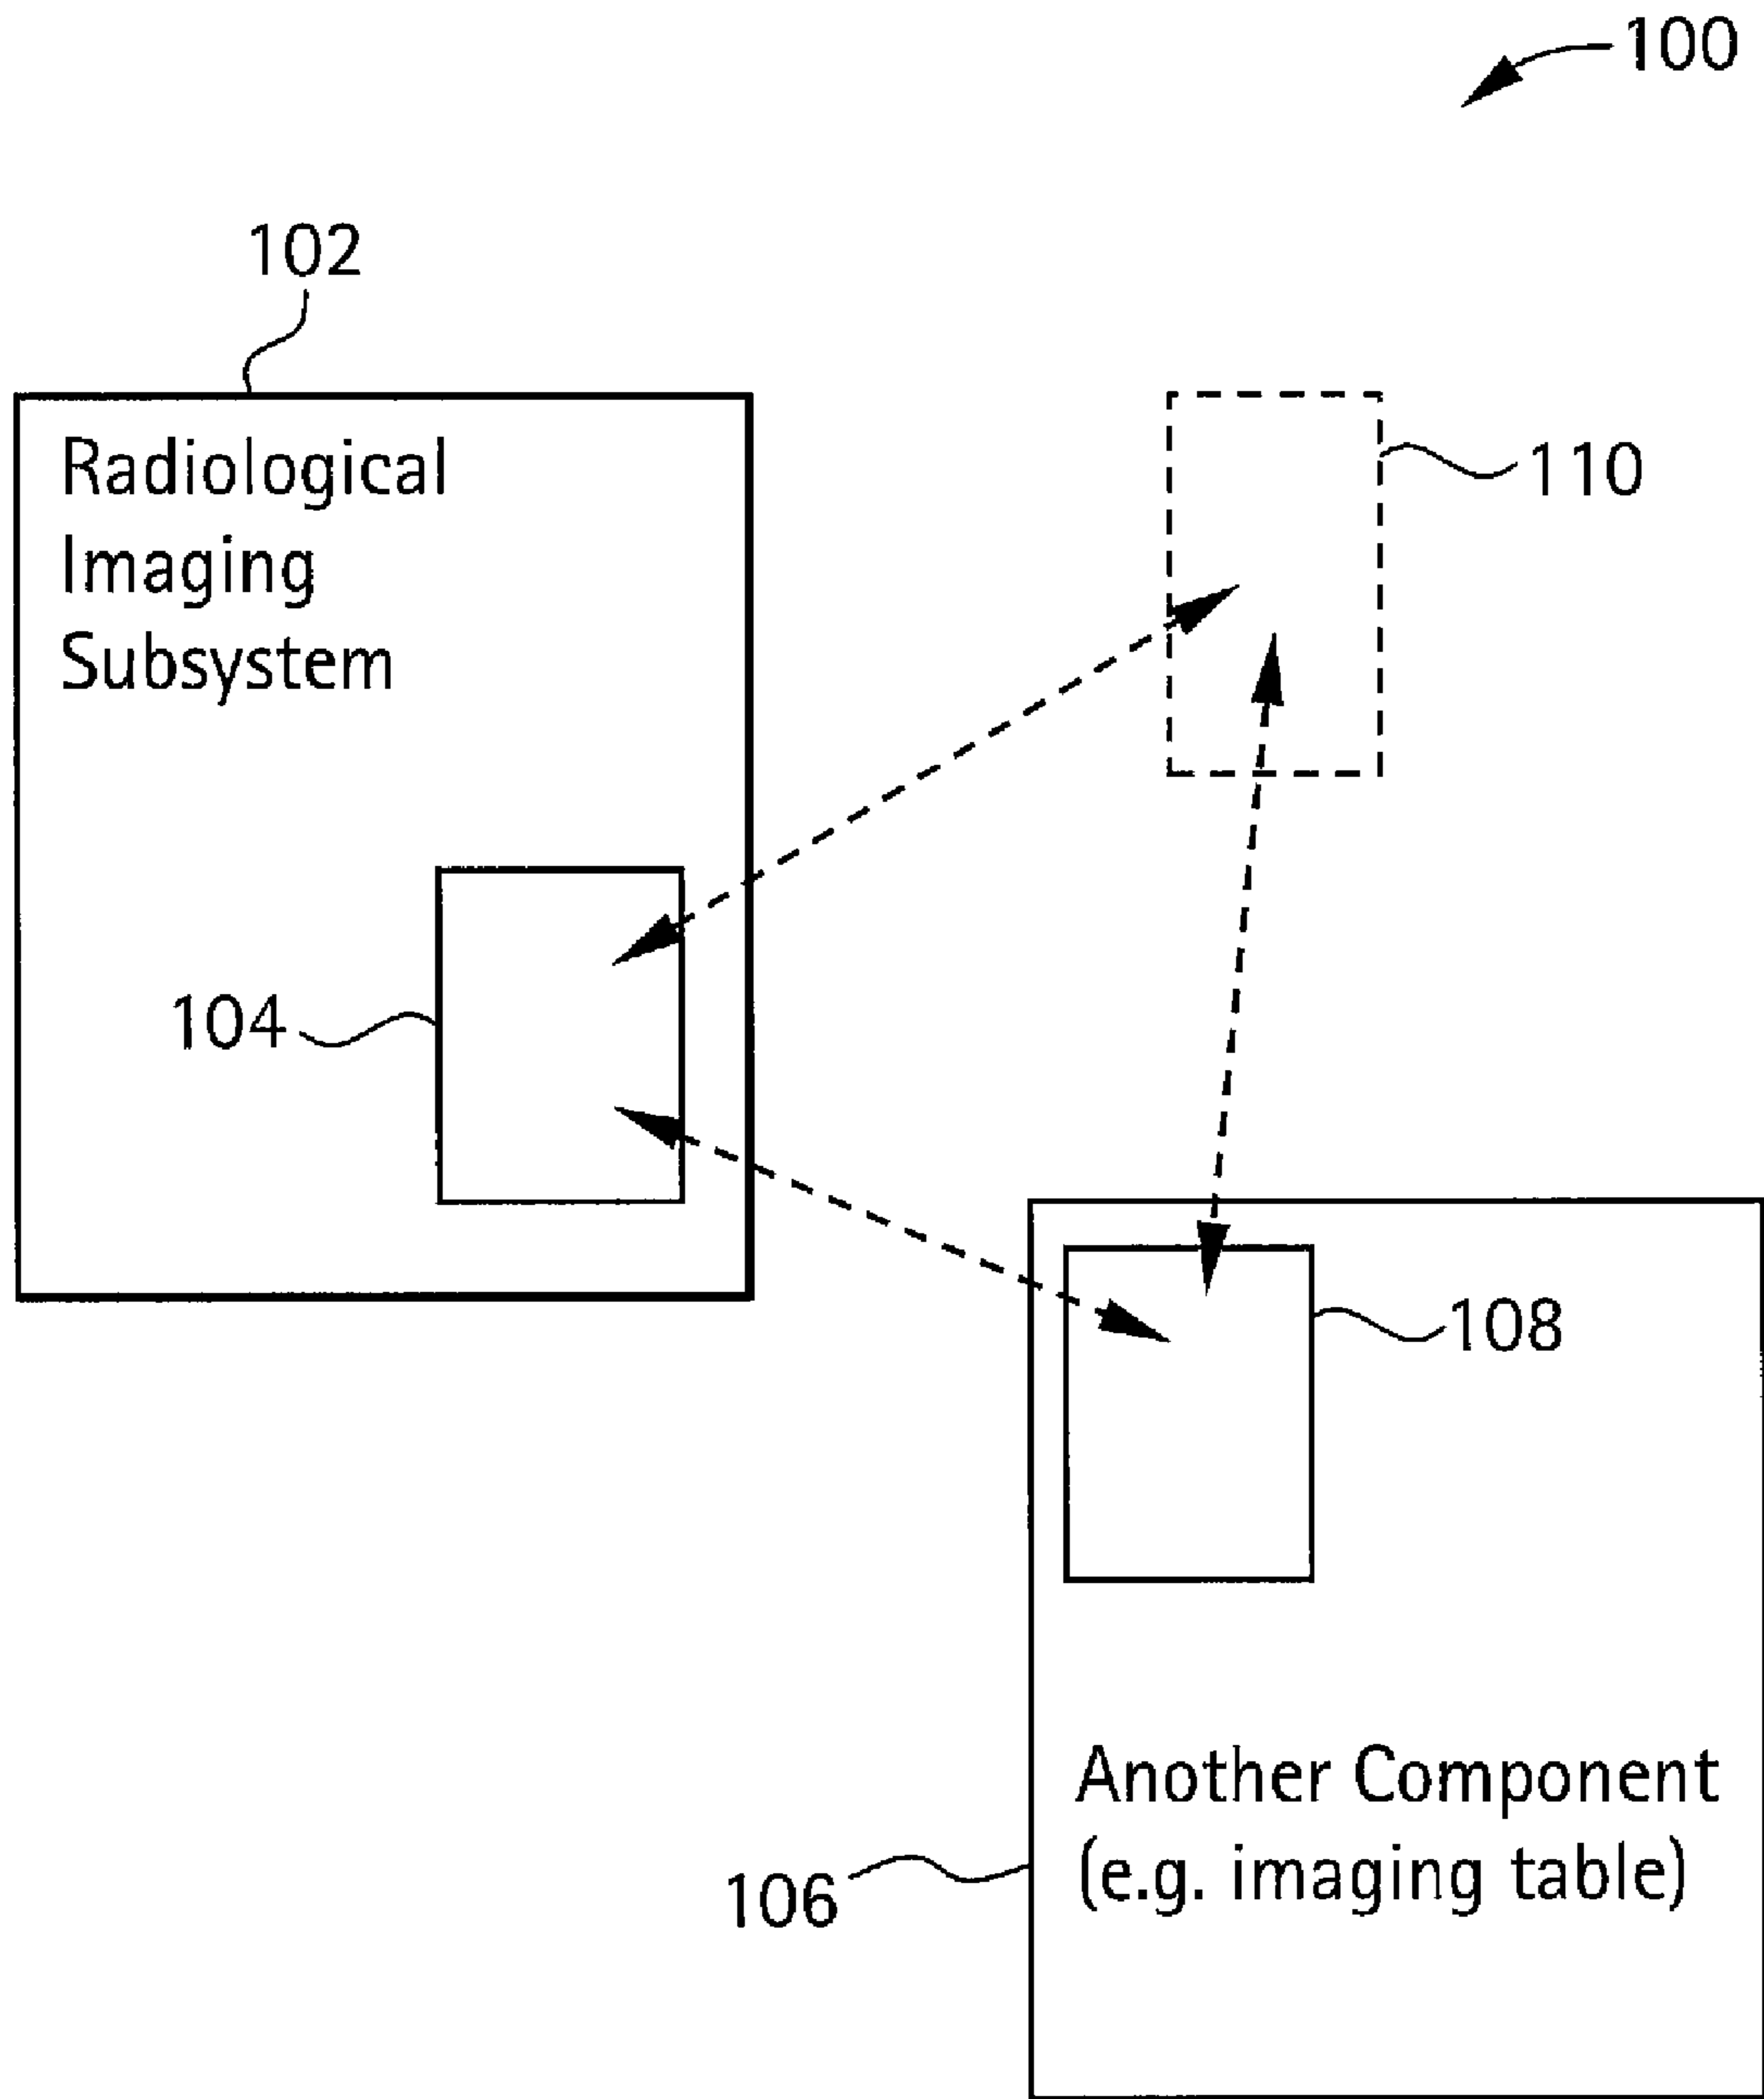 100
102
Radiological
Imaging
Subsystem
110
104
108
Another Component
(e.g. imaging table)
106